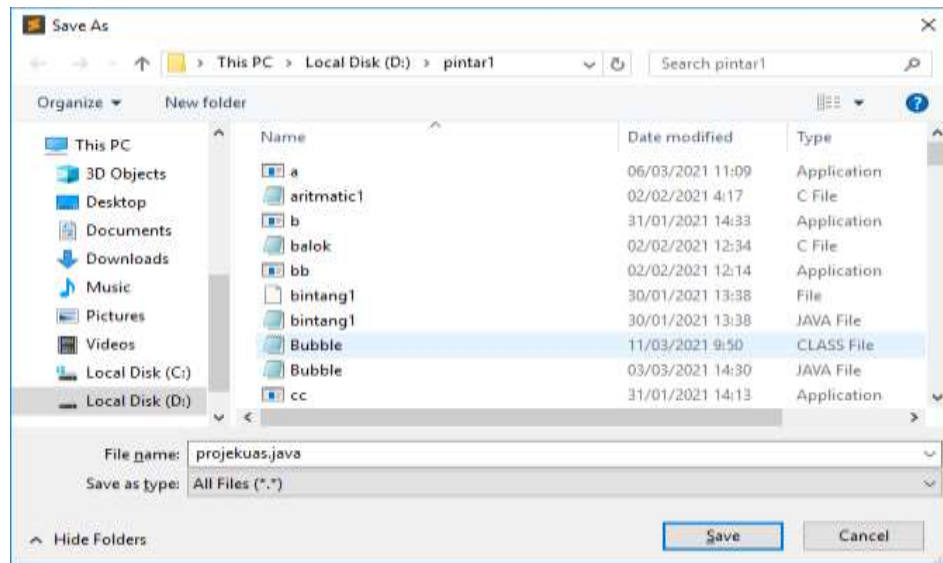 Save As
This PC > Local Disk (D:) > pintar1
Search pintar1
Organize
New folder
This PC
3D Objects
Desktop
Documents
Downloads
Music
Pictures
Videos
Local Disk (C:)
Local Disk (D:)
Name Date modified Type
a 06/03/2021 11:09 Application
aritmatic1 02/02/2021 4:17 C File
b 31/01/2021 14:33 Application
balok 02/02/2021 12:34 C File
bb 02/02/2021 12:14 Application
bintang1 30/01/2021 13:38 File
bintang1 30/01/2021 13:38 JAVA File
Bubble 11/03/2021 9:50 CLASS File
Bubble 03/03/2021 14:30 JAVA File
cc 31/01/2021 14:13 Application
File name: projekuas.java
Save as type: All Files (*.*)
Hide Folders
Save
Cancel